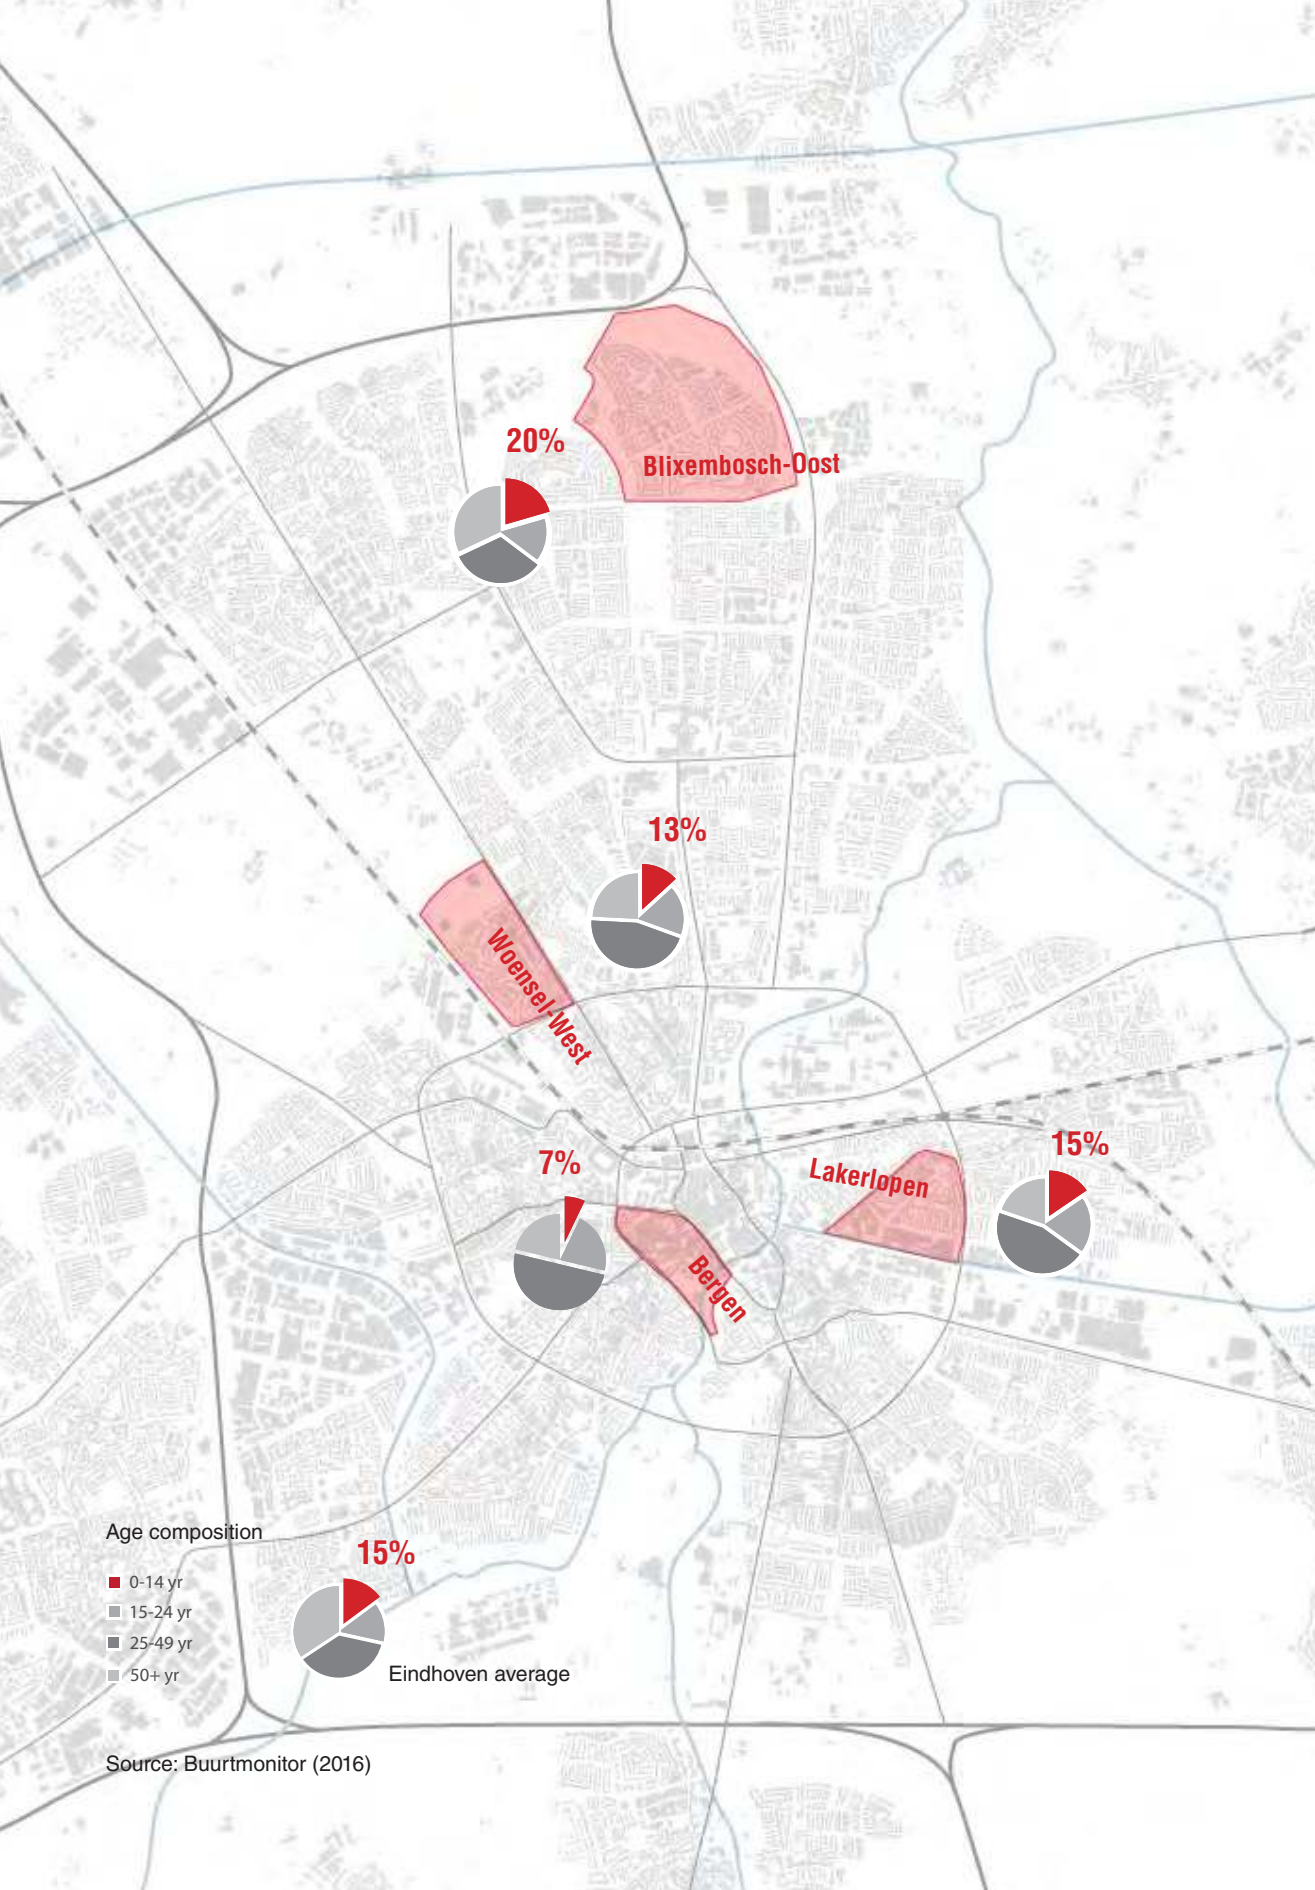 20%
Blixembosch-Oost
13%
Woensel-West
7%
15%
Lakerlopen
Bergen
Age composition
15%
0-14 yr
15-24 yr
25-49 yr
50+ yr
Eindhoven average
Source: Buurtmonitor (2016)